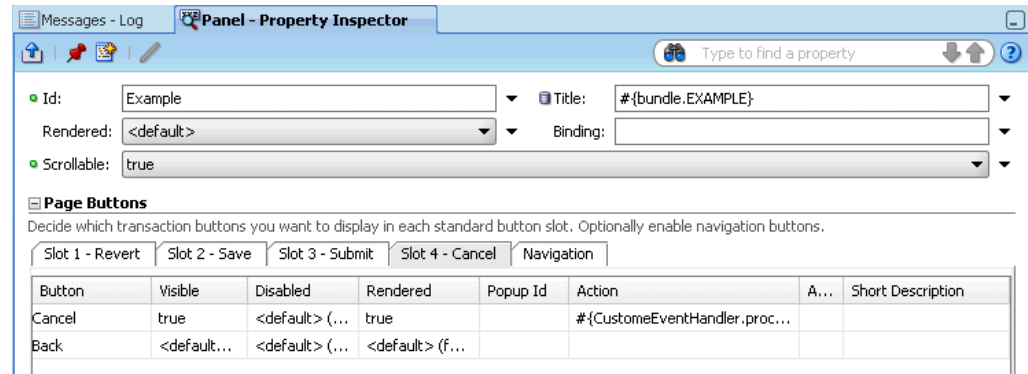 Messages - Log Panel - Property Inspector
Type to find a property
Id: Example Title: #{bundle.EXAMPLE}
Rendered: <default> Binding:
Scrollable: true
Page Buttons
Decide which transaction buttons you want to display in each standard button slot. Optionally enable navigation buttons.
Slot 1 - Revert Slot 2 - Save Slot 3 - Submit Slot 4 - Cancel Navigation
Button Visible Disabled Rendered Popup Id Action A... Short Description
Cancel true <default> (... true #{CustomeEventHandler.proc...
Back <default... <default> (... <default> (f...